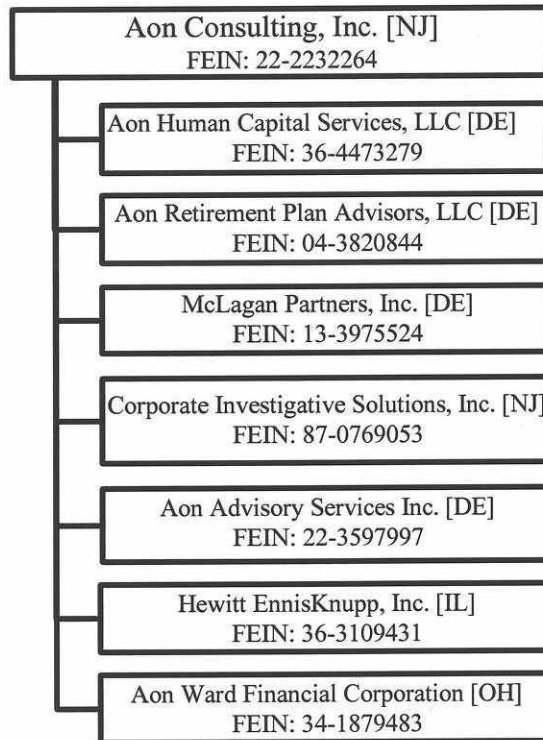 Aon Consulting, Inc. [NJ]
FEIN: 22-2232264
Aon Human Capital Services, LLC [DE]
FEIN: 36-4473279
Aon Retirement Plan Advisors, LLC [DE]
FEIN: 04-3820844
McLagan Partners, Inc. [DE]
FEIN: 13-3975524
Corporate Investigative Solutions, Inc. [NJ]
FEIN: 87-0769053
Aon Advisory Services Inc. [DE]
FEIN: 22-3597997
Hewitt EnnisKnupp, Inc. [IL]
FEIN: 36-3109431
Aon Ward Financial Corporation [OH]
FEIN: 34-1879483